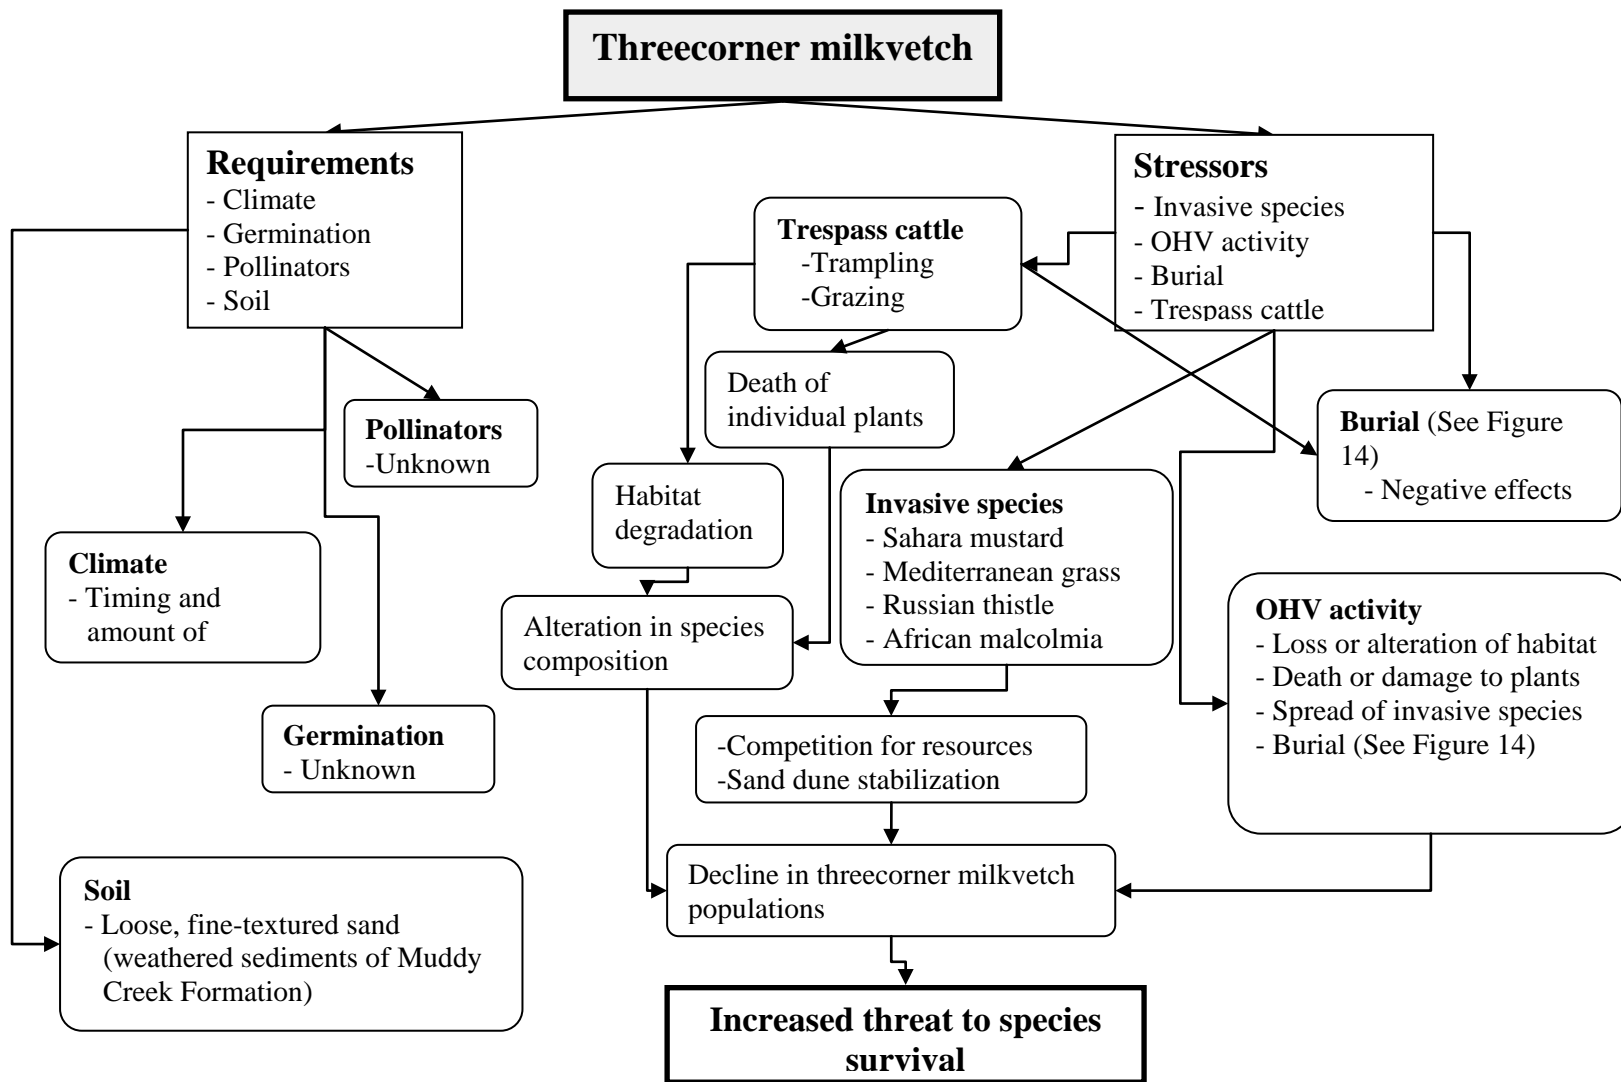 Threecorner milkvetch
Requirements
- Climate
- Germination
- Pollinators
- Soil
Stressors
- Invasive species
- OHV activity
- Burial
- Trespass cattle
Trespass cattle
-Trampling
-Grazing
Death of
individual plants
Pollinators
-Unknown
Burial (See Figure
14)
- Negative effects
Habitat
degradation
Invasive species
- Sahara mustard
- Mediterranean grass
- Russian thistle
- African malcolmia
Climate
- Timing and
amount of
OHV activity
- Loss or alteration of habitat
- Death or damage to plants
- Spread of invasive species
- Burial (See Figure 14)
Alteration in species
composition
Germination
- Unknown
-Competition for resources
-Sand dune stabilization
Soil
- Loose, fine-textured sand
(weathered sediments of Muddy
Creek Formation)
Decline in threecorner milkvetch
populations
Increased threat to species
survival